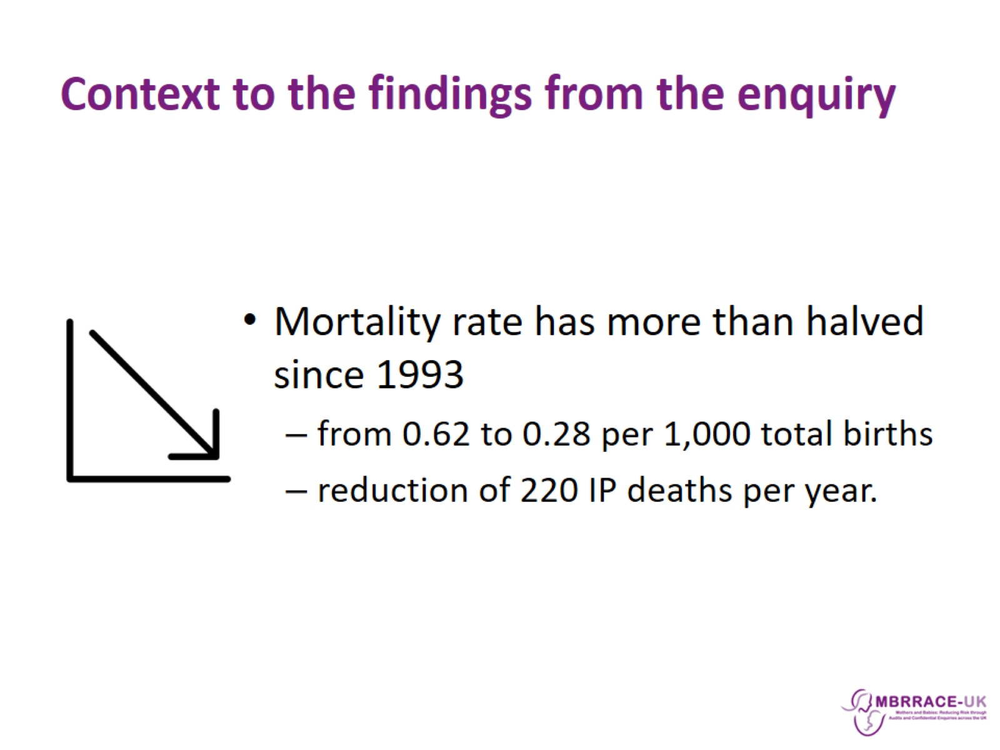 Context to the findings from the enquiry
• Mortality rate has more than halved
since 1993
– from 0.62 to 0.28 per 1,000 total births
– reduction of 220 IP deaths per year.
MBRRACE-UK
Mothers and Babies: Reducing Risk through
Audits and Confidential Enquiries across the UK